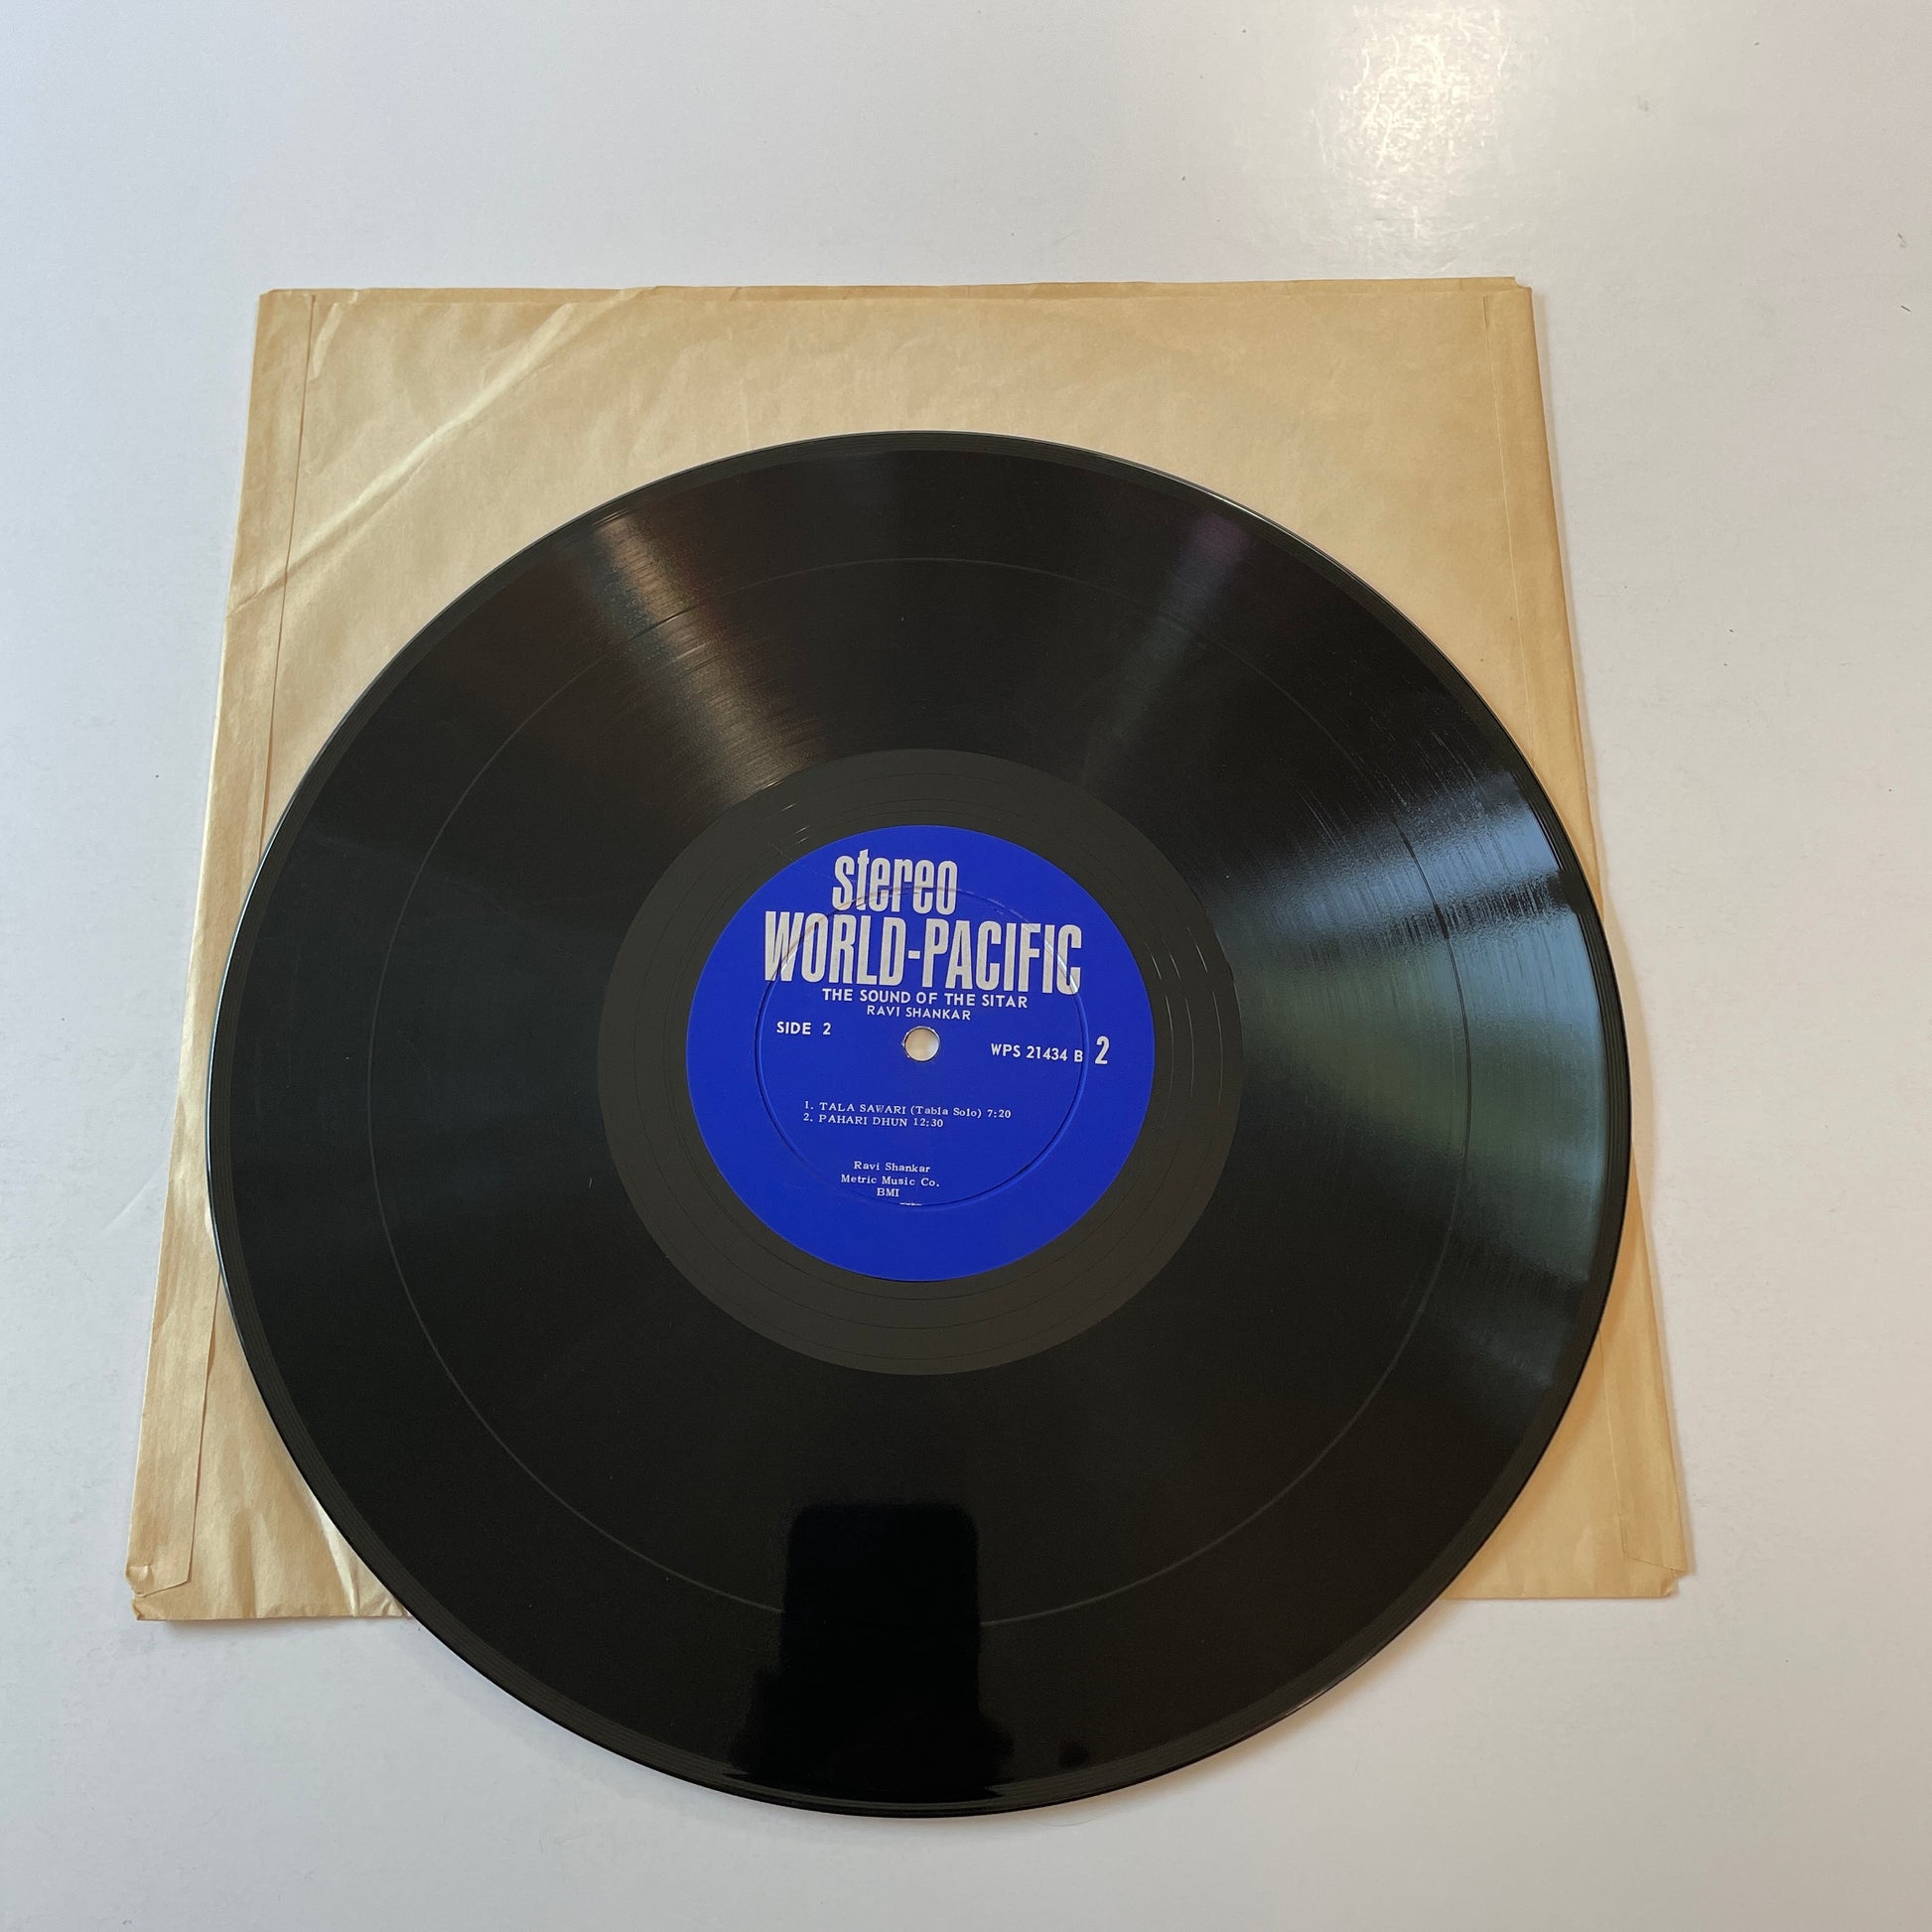 stereo
WORLD-PACIFIC
THE SOUND OF THE SITAR
RAVI SHANKAR
SIDE 2
WPS 21434 B 2
1. TALA SAWARI (Tabla Solo) 7:20
2. PAHARI DHUN 12:30
Ravi Shankar
Metric Music Co.
BMI